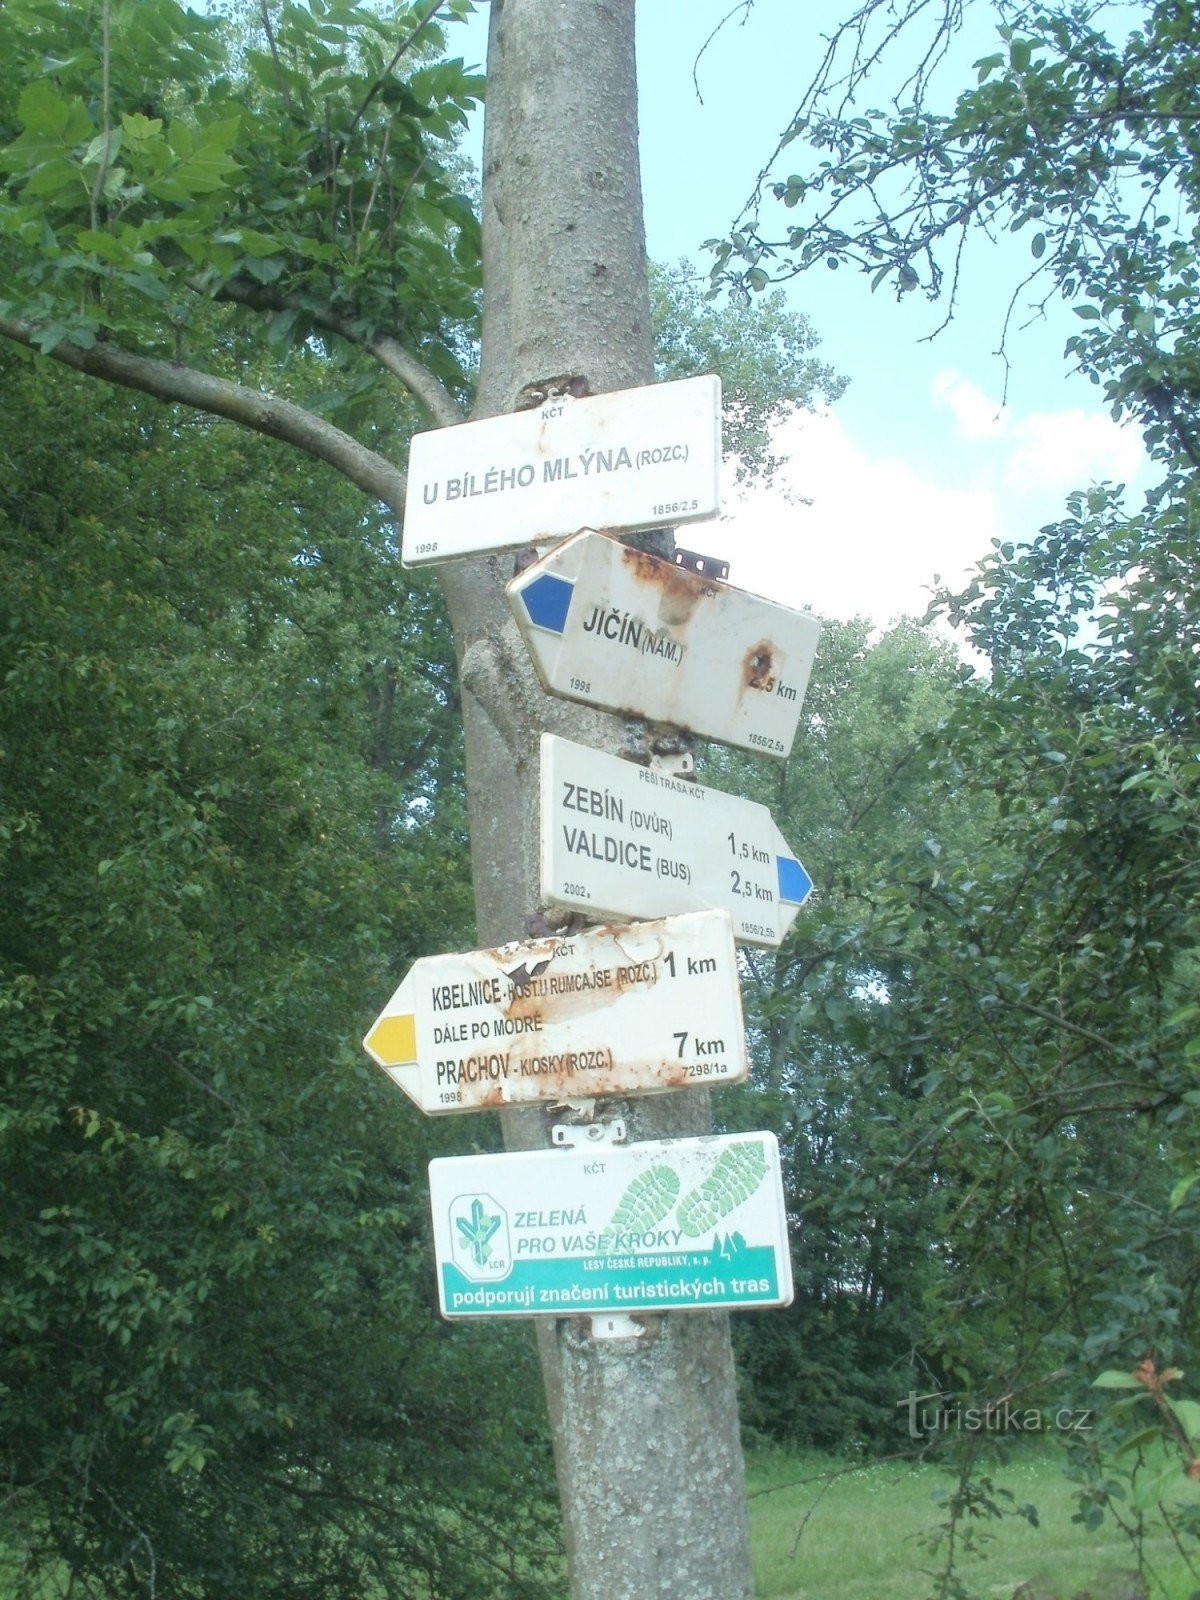 KČT
U BÍLÉHO MLÝNA (ROZC.)
1998 1856/2.5
KČT
JIČÍN (NÁM.)
2,5 km
1998 1856/2,5a
PĚŠÍ TRASA KČT
ZEBÍN (DVŮR) 1,5 km
VALDICE (BUS) 2,5 km
2002s 1856/2,5b
KČT
KBELNICE - HOST.U RUMCAJSE (ROZC.) 1 km
DÁLE PO MODRÉ
PRACHOV - KIOSKY (ROZC.) 7 km
1998 7298/1a
KČT
ZELENÁ
PRO VAŠE KROKY
LČR
LESY ČESKÉ REPUBLIKY, s. p.
podporují značení turistických tras
Turistika.cz